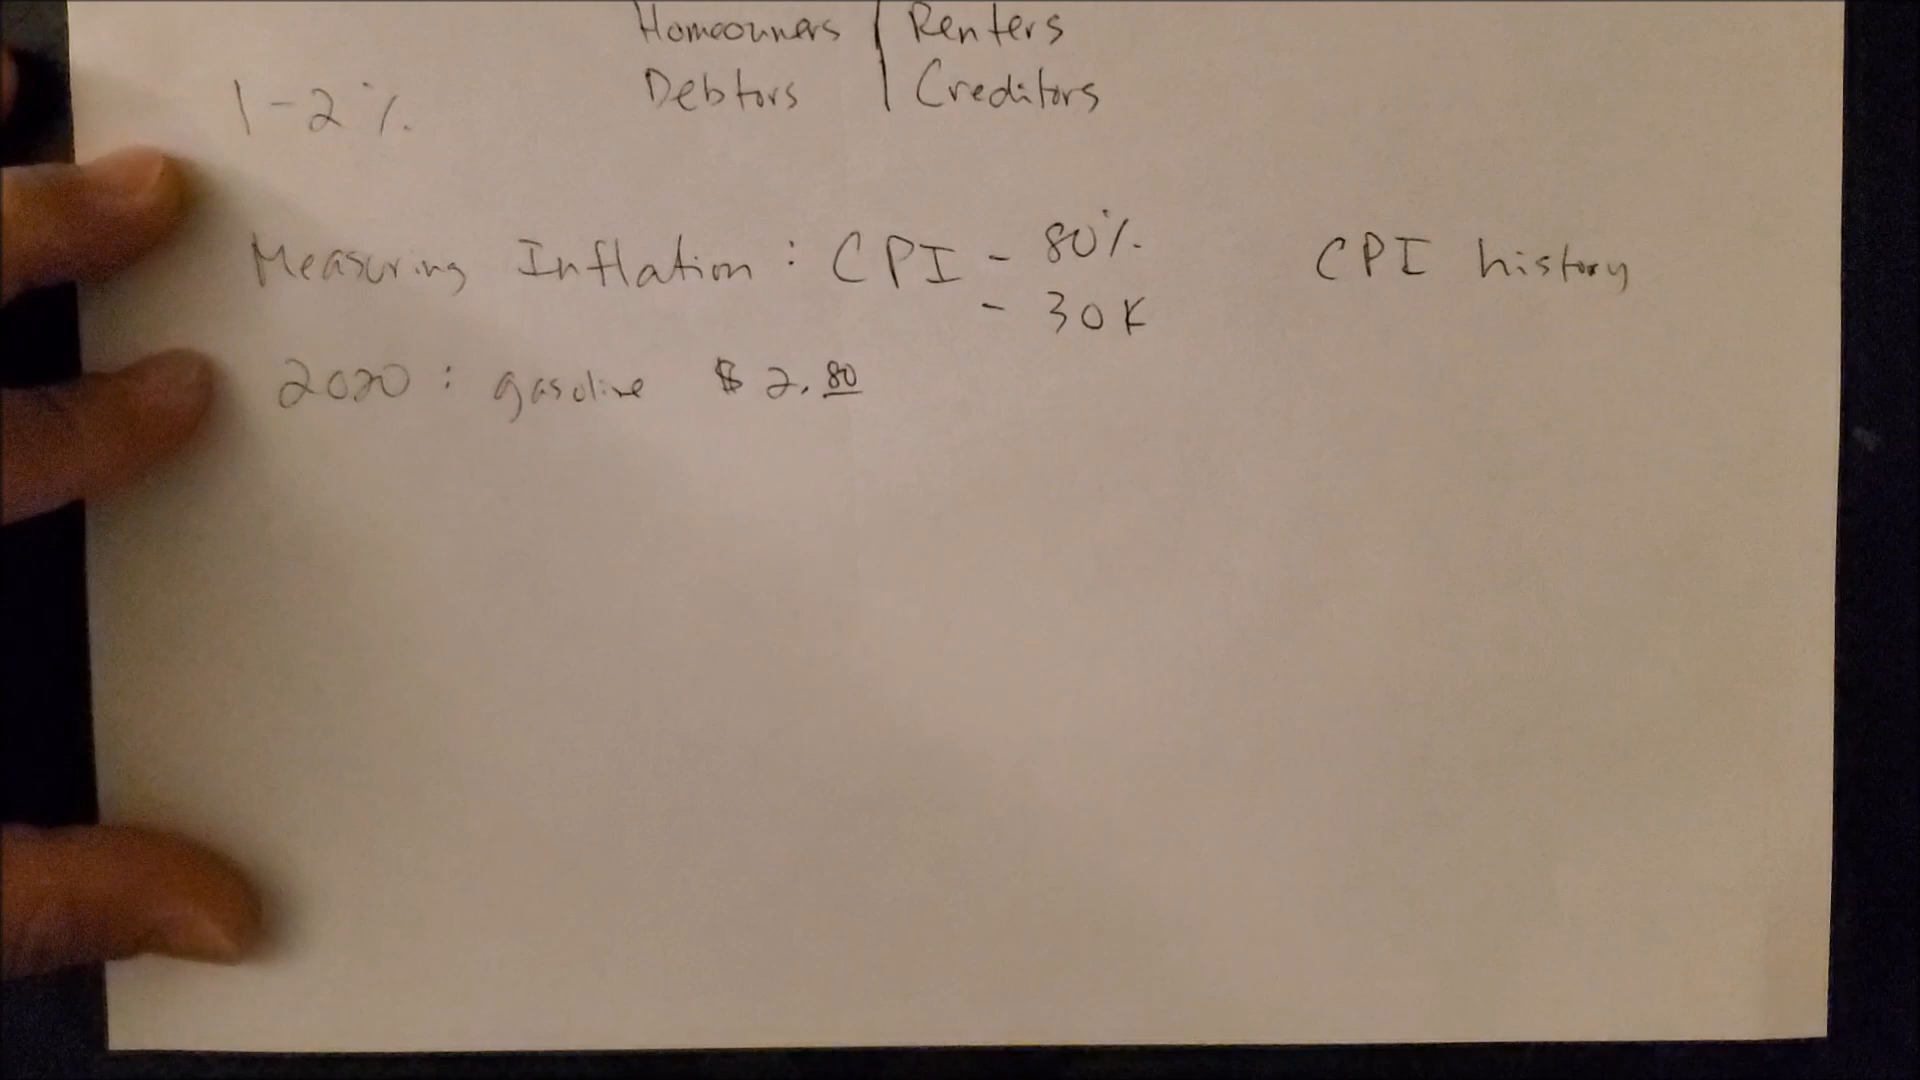 Homeowners | Renters
Debtors | Creditors
1-2%
Measuring Inflation : CPI - 80%
- 30K
CPI history
2020 : gasoline $2.80